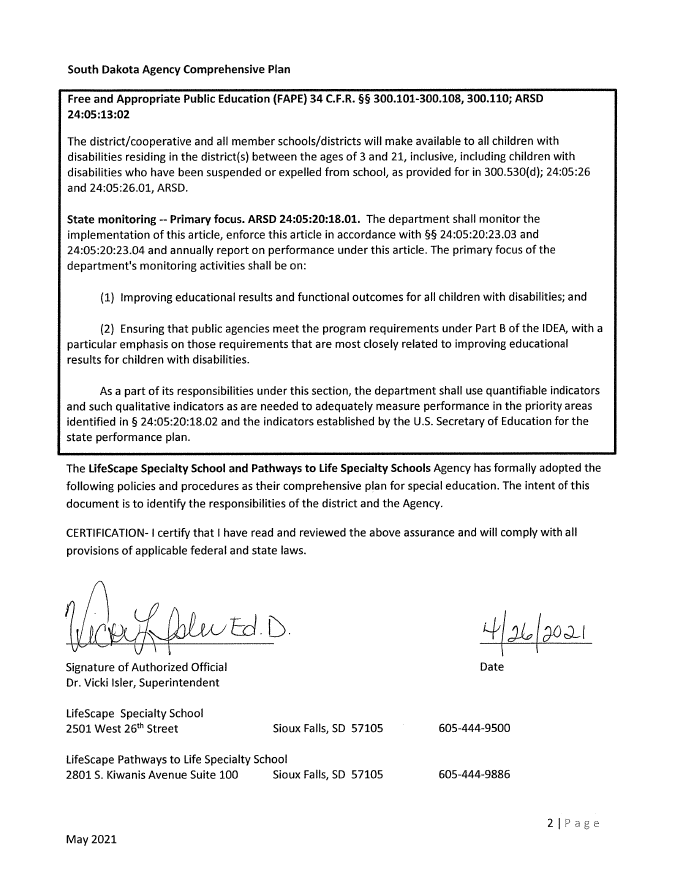 South Dakota Agency Comprehensive Plan
Free and Appropriate Public Education (FAPE) 34 C.F.R. §§ 300.101-300.108, 300.110; ARSD
24:05:13:02
The district/cooperative and all member schools/districts will make available to all children with
disabilities residing in the district(s) between the ages of 3 and 21, inclusive, including children with
disabilities who have been suspended or expelled from school, as provided for in 300.530(d); 24:05:26
and 24:05:26.01, ARSD.
State monitoring -- Primary focus. ARSD 24:05:20:18.01. The department shall monitor the
implementation of this article, enforce this article in accordance with §§ 24:05:20:23.03 and
24:05:20:23.04 and annually report on performance under this article. The primary focus of the
department's monitoring activities shall be on:
(1) Improving educational results and functional outcomes for all children with disabilities; and
(2) Ensuring that public agencies meet the program requirements under Part B of the IDEA, with a
particular emphasis on those requirements that are most closely related to improving educational
results for children with disabilities.
As a part of its responsibilities under this section, the department shall use quantifiable indicators
and such qualitative indicators as are needed to adequately measure performance in the priority areas
identified in § 24:05:20:18.02 and the indicators established by the U.S. Secretary of Education for the
state performance plan.
The LifeScape Specialty School and Pathways to Life Specialty Schools Agency has formally adopted the
following policies and procedures as their comprehensive plan for special education. The intent of this
document is to identify the responsibilities of the district and the Agency.
CERTIFICATION- I certify that I have read and reviewed the above assurance and will comply with all
provisions of applicable federal and state laws.
Vicki L Isler Ed.D. 4/26/2021
Signature of Authorized Official Date
Dr. Vicki Isler, Superintendent
LifeScape Specialty School
2501 West 26th Street Sioux Falls, SD 57105 605-444-9500
LifeScape Pathways to Life Specialty School
2801 S. Kiwanis Avenue Suite 100 Sioux Falls, SD 57105 605-444-9886
2 | Page
May 2021